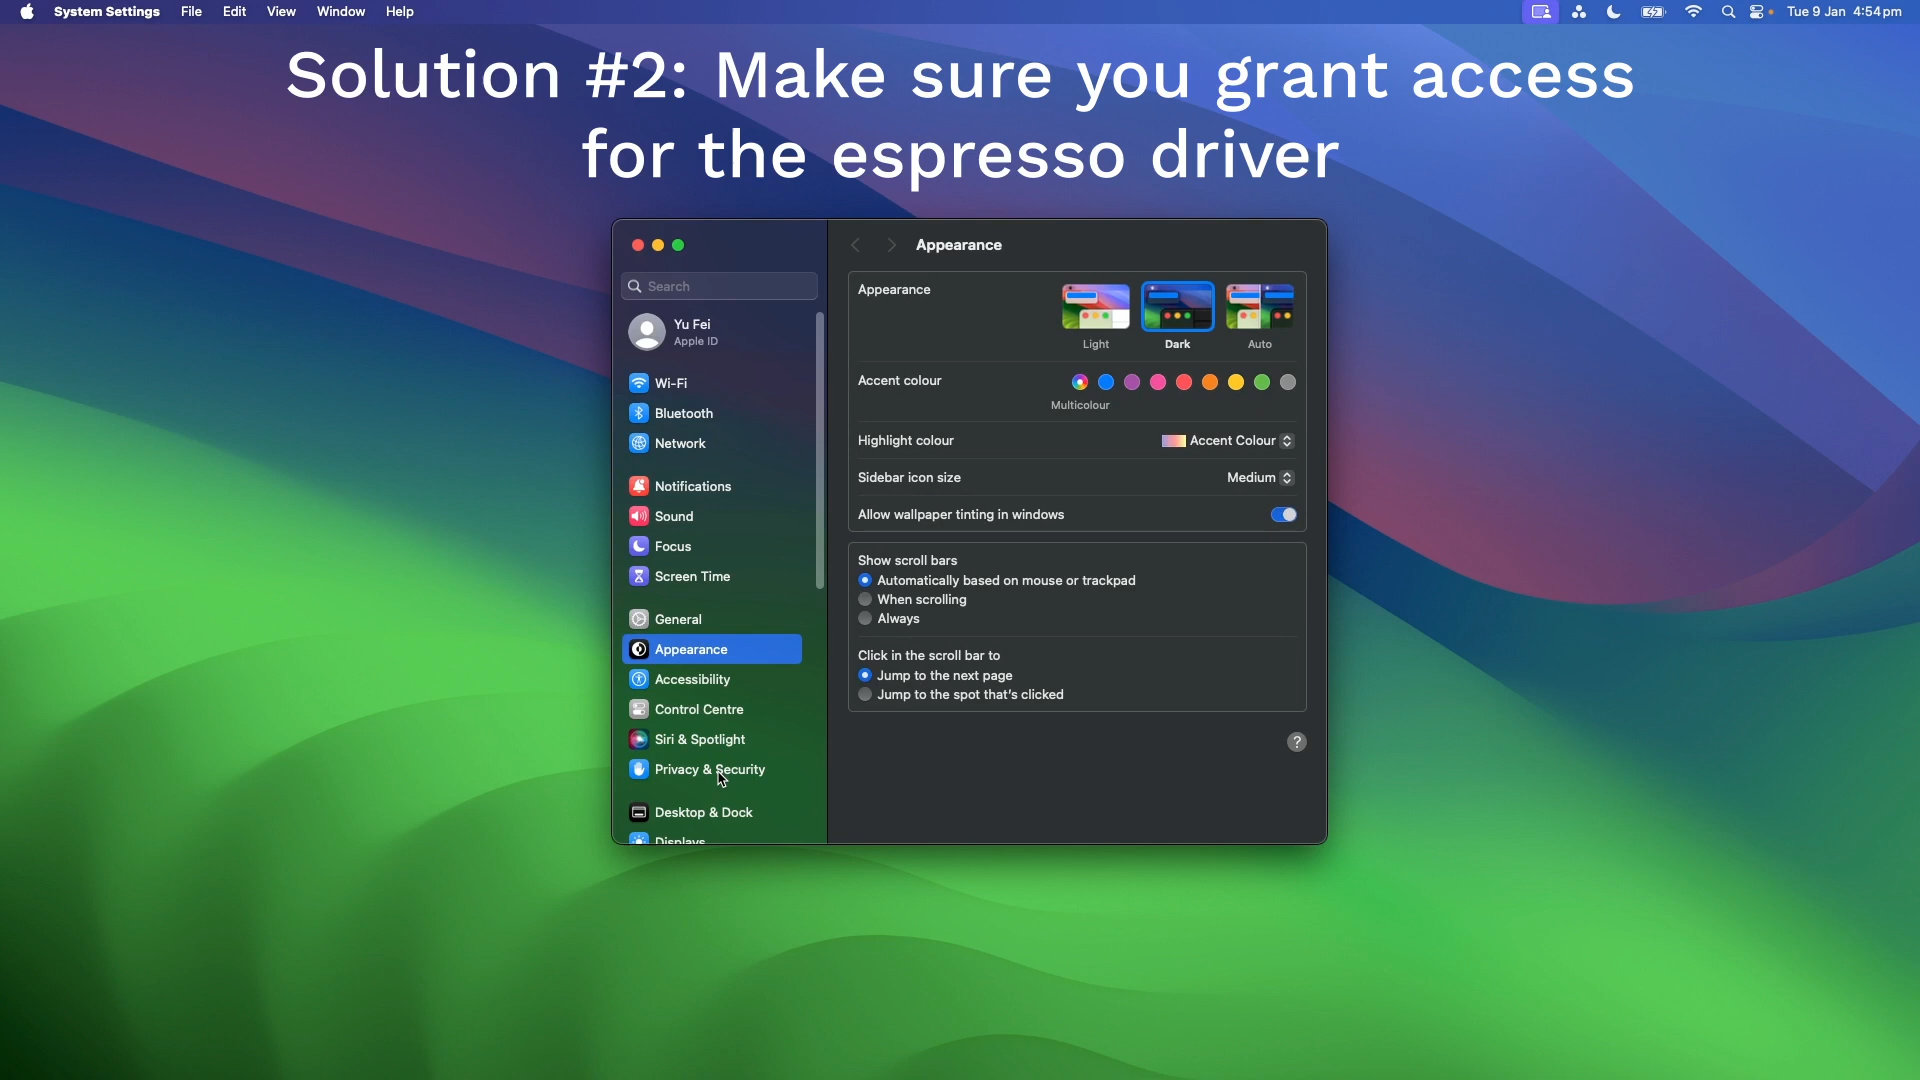 System Settings File Edit View Window Help Tue 9 Jan 4:54 pm
Solution #2: Make sure you grant access
for the espresso driver
Appearance
Search
Yu Fei
Apple ID
Wi-Fi
Bluetooth
Network
Notifications
Sound
Focus
Screen Time
General
Appearance
Accessibility
Control Centre
Siri & Spotlight
Privacy & Security
Desktop & Dock
Displays
Appearance
Light Dark Auto
Accent colour
Multicolour
Highlight colour Accent Colour
Sidebar icon size Medium
Allow wallpaper tinting in windows
Show scroll bars
Automatically based on mouse or trackpad
When scrolling
Always
Click in the scroll bar to
Jump to the next page
Jump to the spot that's clicked
?